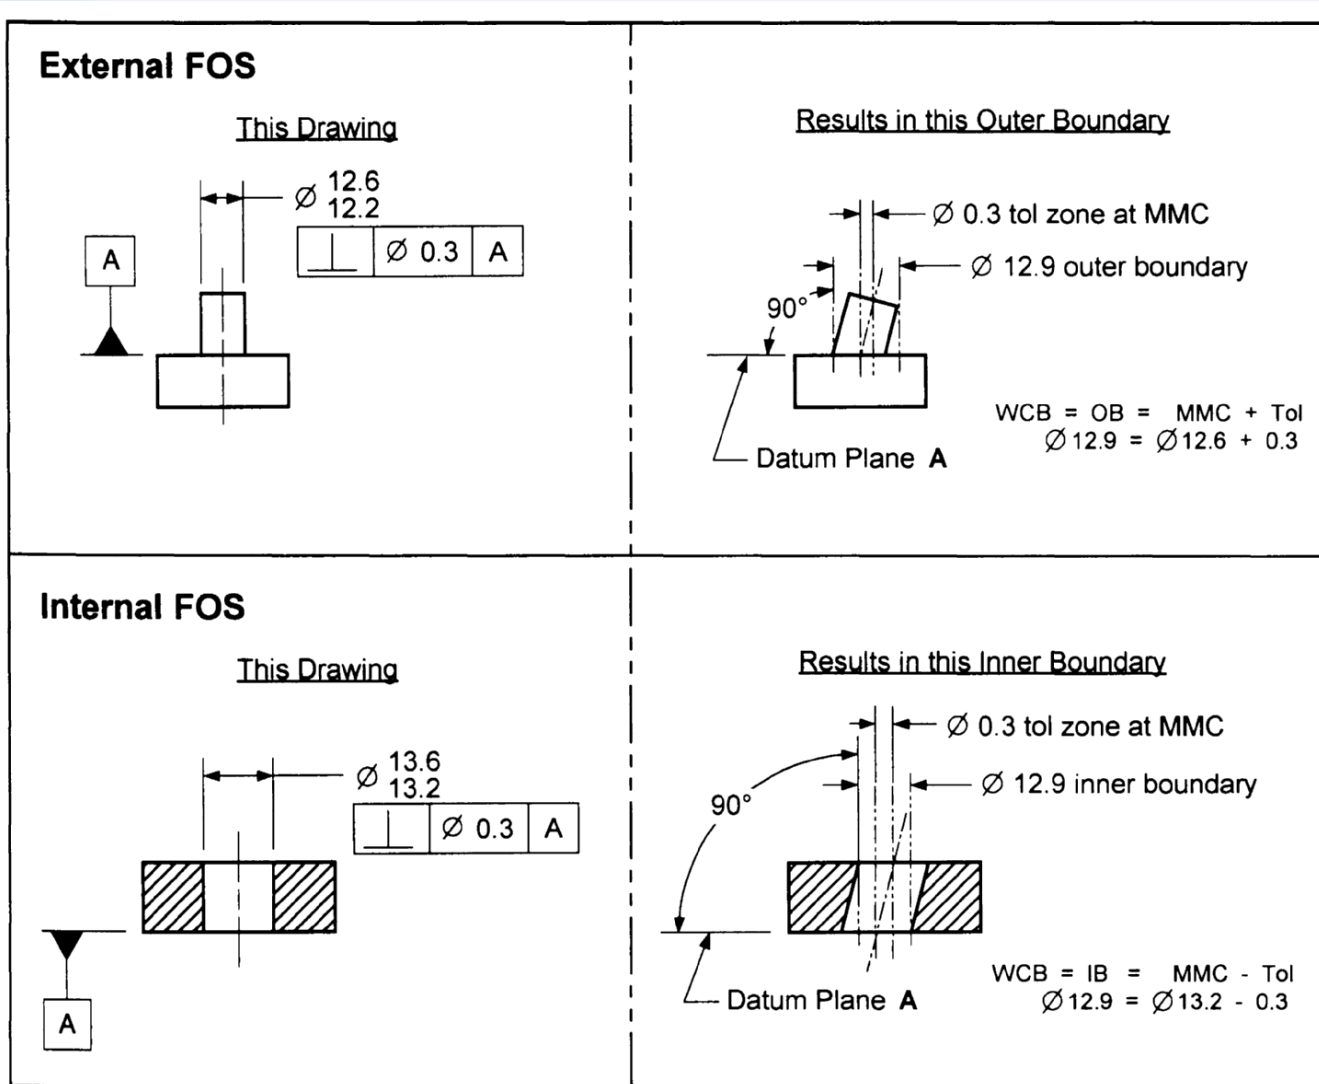 External FOS
This Drawing
Ø 12.6
12.2
⊥ Ø 0.3 A
A
Results in this Outer Boundary
Ø 0.3 tol zone at MMC
Ø 12.9 outer boundary
90°
Datum Plane A
WCB = OB = MMC + Tol
Ø12.9 = Ø12.6 + 0.3
Internal FOS
This Drawing
Ø 13.6
13.2
⊥ Ø 0.3 A
A
Results in this Inner Boundary
Ø 0.3 tol zone at MMC
Ø 12.9 inner boundary
90°
Datum Plane A
WCB = IB = MMC - Tol
Ø12.9 = Ø13.2 - 0.3